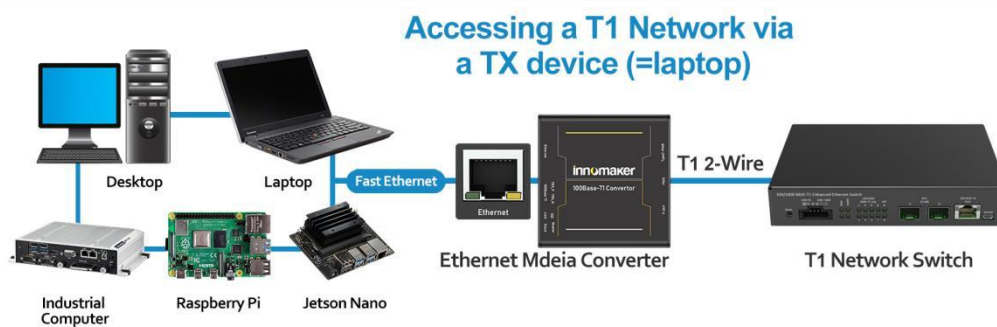 Accessing a T1 Network via
a TX device (=laptop)
Desktop
Laptop
Fast Ethernet
Ethernet
innomaker
100Base-T1 Convertor
T1 2-Wire
Ethernet Mdeia Converter
T1 Network Switch
Industrial
Computer
Raspberry Pi
Jetson Nano